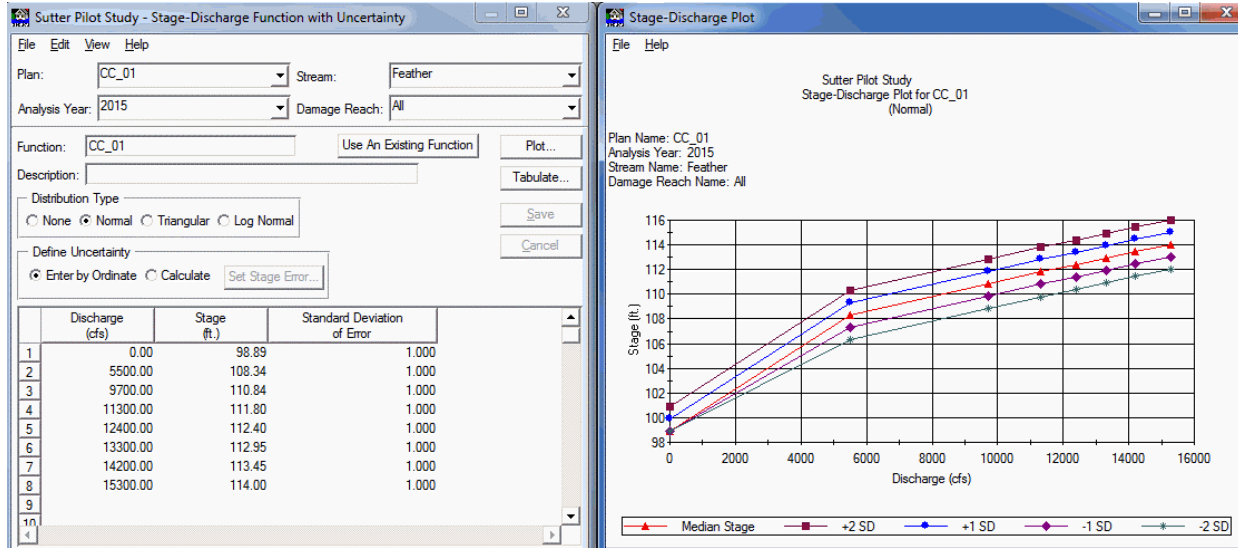 Sutter Pilot Study - Stage-Discharge Function with Uncertainty
File Edit View Help
Plan: CC_01 Stream: Feather
Analysis Year: 2015 Damage Reach: All
Function: CC_01 Use An Existing Function Plot...
Description: Tabulate...
Distribution Type
None Normal Triangular Log Normal Save
Define Uncertainty Cancel
Enter by Ordinate Calculate Set Stage Error...
Discharge (cfs) Stage (ft.) Standard Deviation of Error
1 0.00 98.89 1.000
2 5500.00 108.34 1.000
3 9700.00 110.84 1.000
4 11300.00 111.80 1.000
5 12400.00 112.40 1.000
6 13300.00 112.95 1.000
7 14200.00 113.45 1.000
8 15300.00 114.00 1.000
9
10
Stage-Discharge Plot
File Help
Sutter Pilot Study
Stage-Discharge Plot for CC_01
(Normal)
Plan Name: CC_01
Analysis Year: 2015
Stream Name: Feather
Damage Reach Name: All
116
114
112
110
108
106
104
102
100
98
Stage (ft.)
0 2000 4000 6000 8000 10000 12000 14000 16000
Discharge (cfs)
Median Stage +2 SD +1 SD -1 SD -2 SD